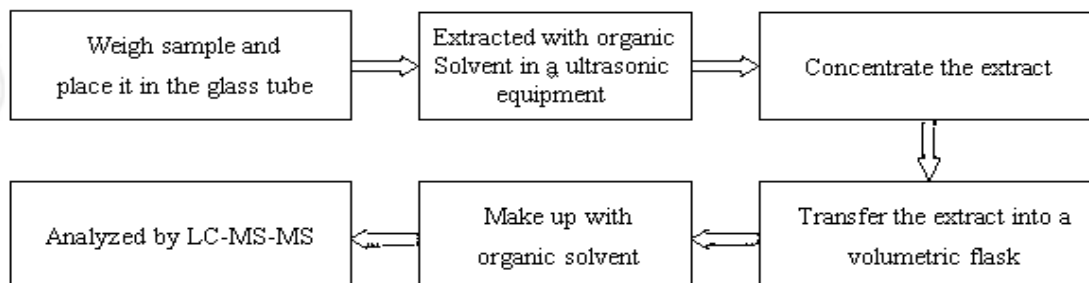 Weigh sample and
place it in the glass tube
Extracted with organic
Solvent in a ultrasonic
equipment
Concentrate the extract
Transfer the extract into a
volumetric flask
Make up with
organic solvent
Analyzed by LC-MS-MS